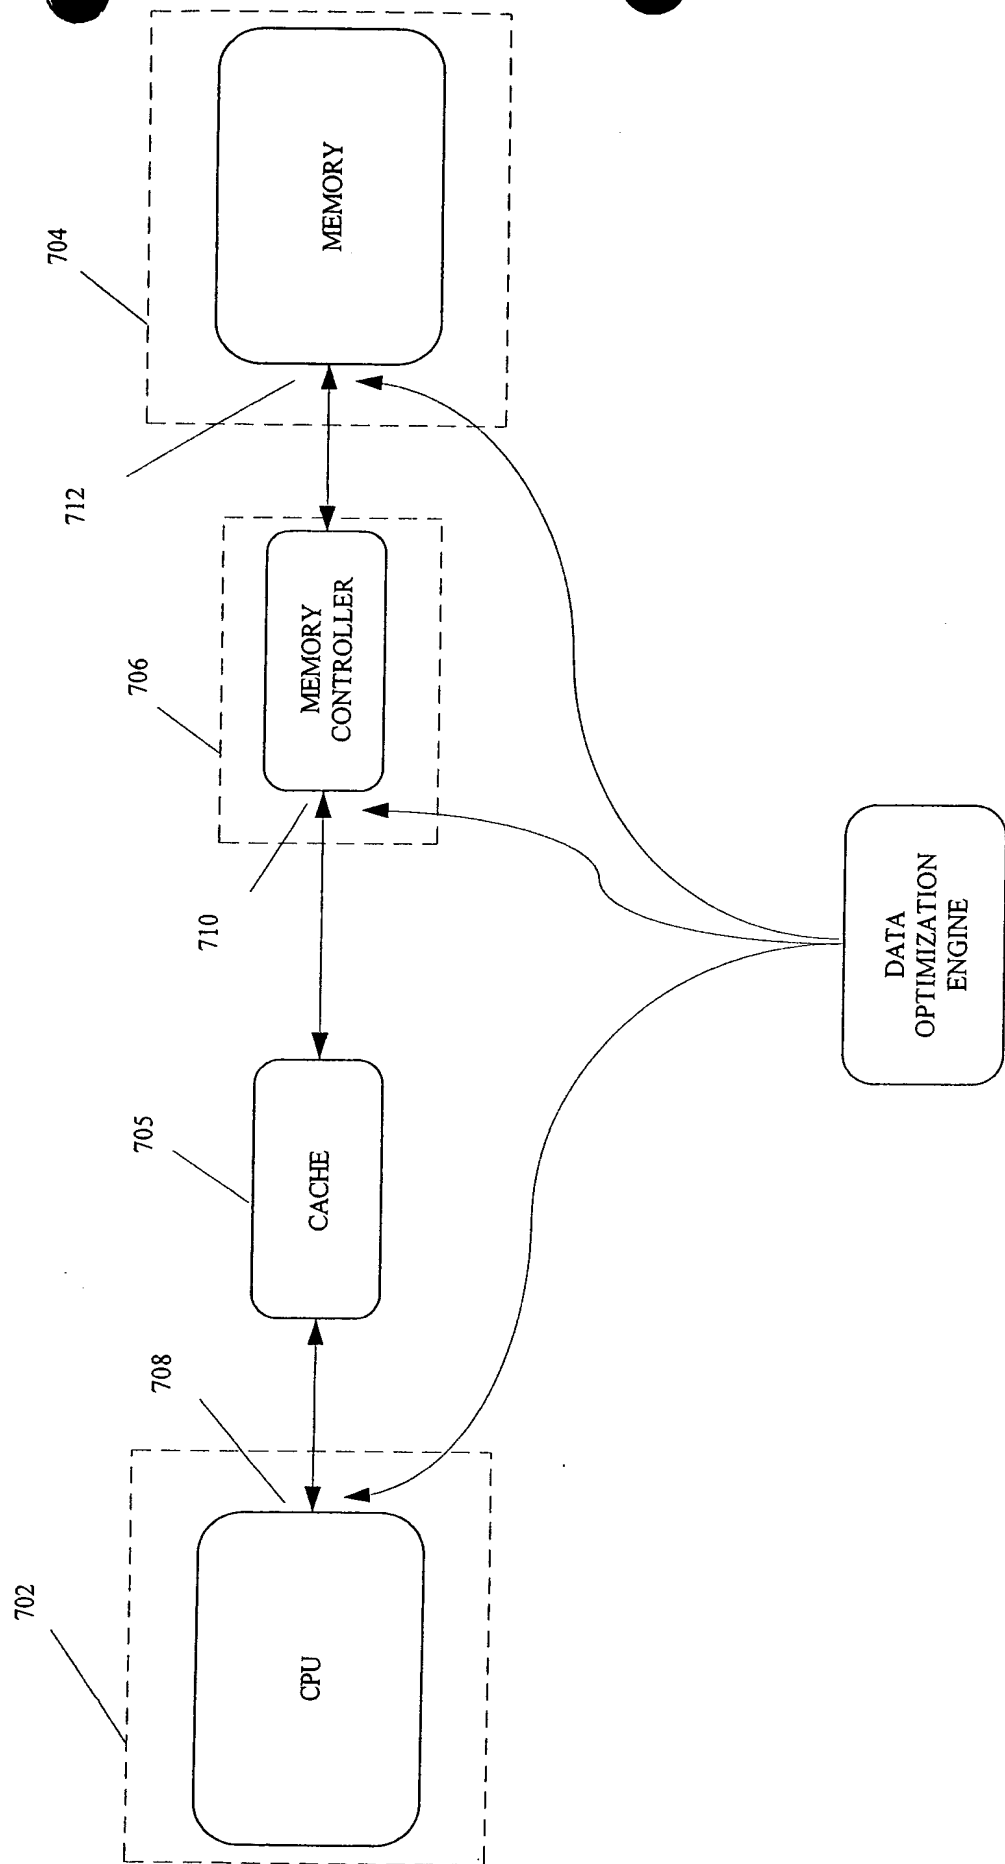 702
708
705
710
706
712
704
CPU
CACHE
MEMORY
CONTROLLER
MEMORY
DATA
OPTIMIZATION
ENGINE